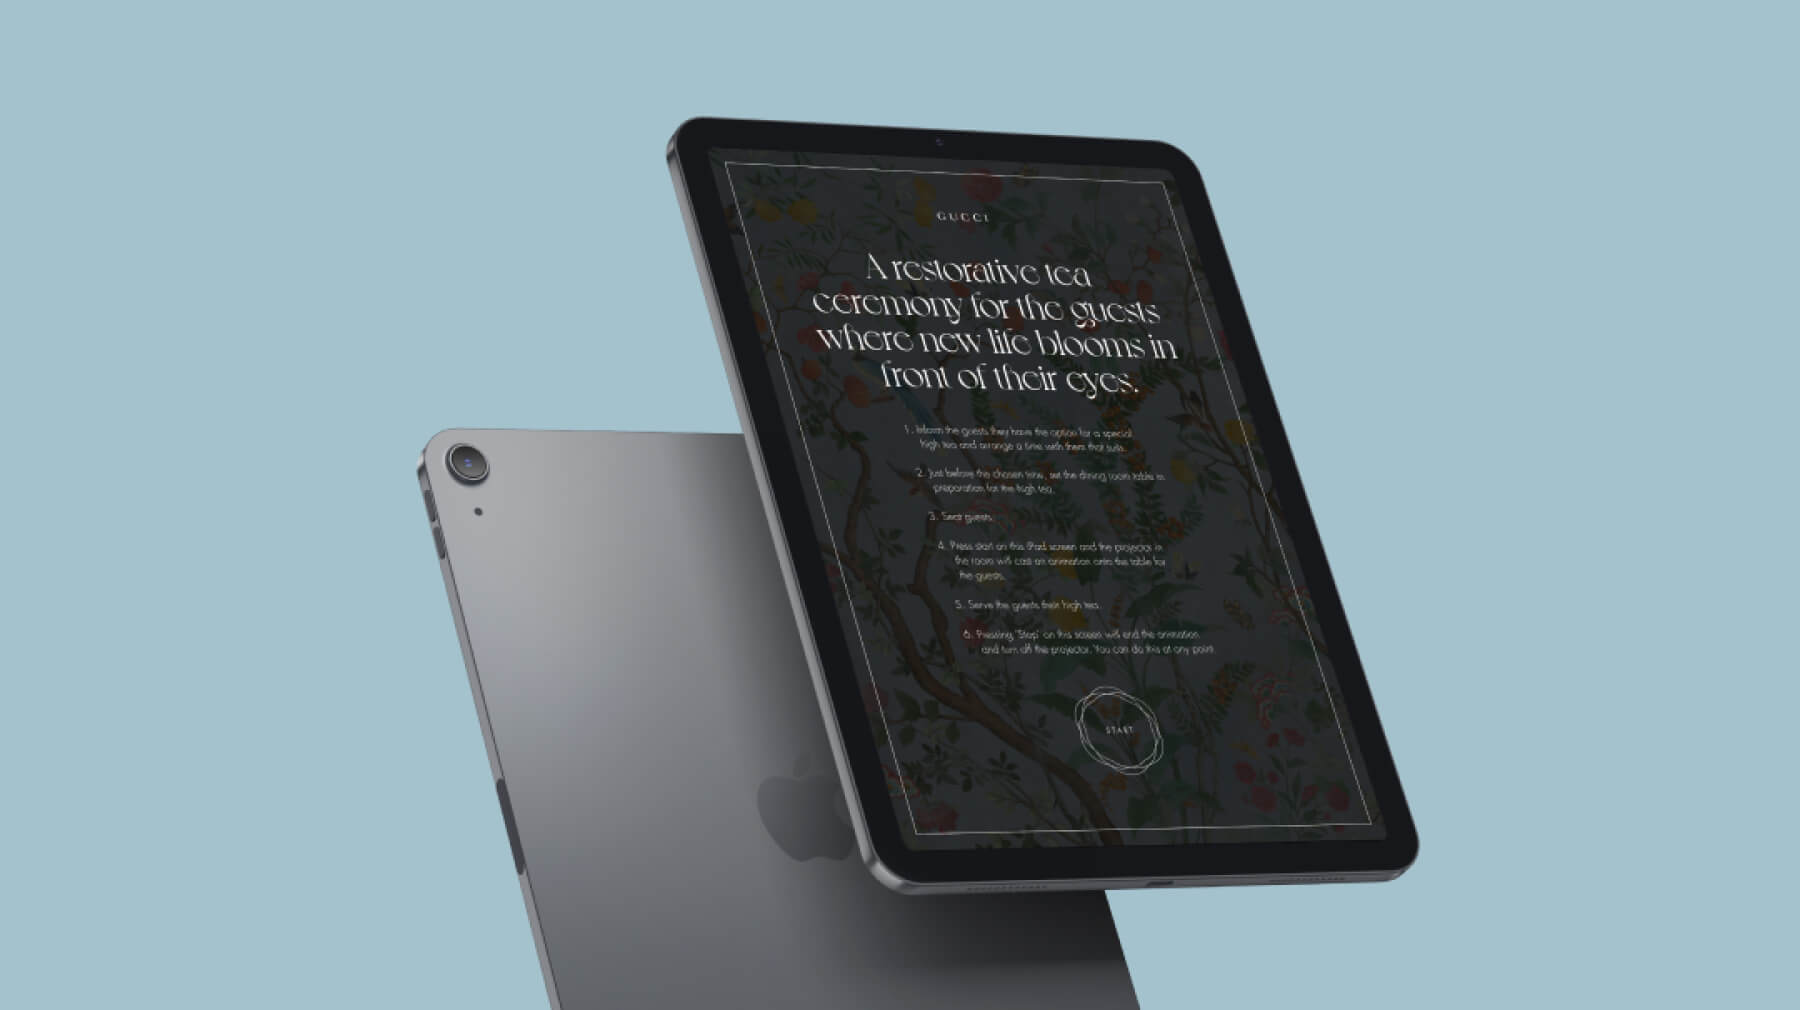 GUCCI
A restorative tea
ceremony for the guests
where new life blooms in
front of their eyes.
1. Inform the guests they have the option for a special
high tea and arrange a time with them that suits.
2. Just before the chosen time, set the dining room table in
preparation for the high tea.
3. Seat guests.
4. Press start on this iPad screen and the projector in
the room will cast an animation onto the table for
the guests.
5. Serve the guests their high tea.
6. Pressing 'Stop' on this screen will end the animation
and turn off the projector. You can do this at any point.
START